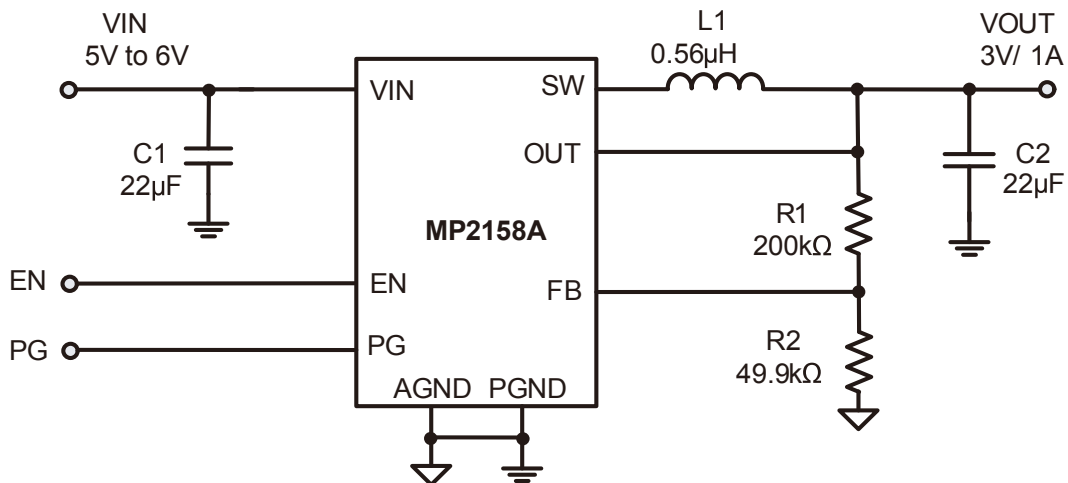 VIN
5V to 6V
C1
22µF
EN
PG
VIN
SW
OUT
MP2158A
EN
FB
PG
AGND
PGND
L1
0.56µH
VOUT
3V/ 1A
C2
22µF
R1
200kΩ
R2
49.9kΩ